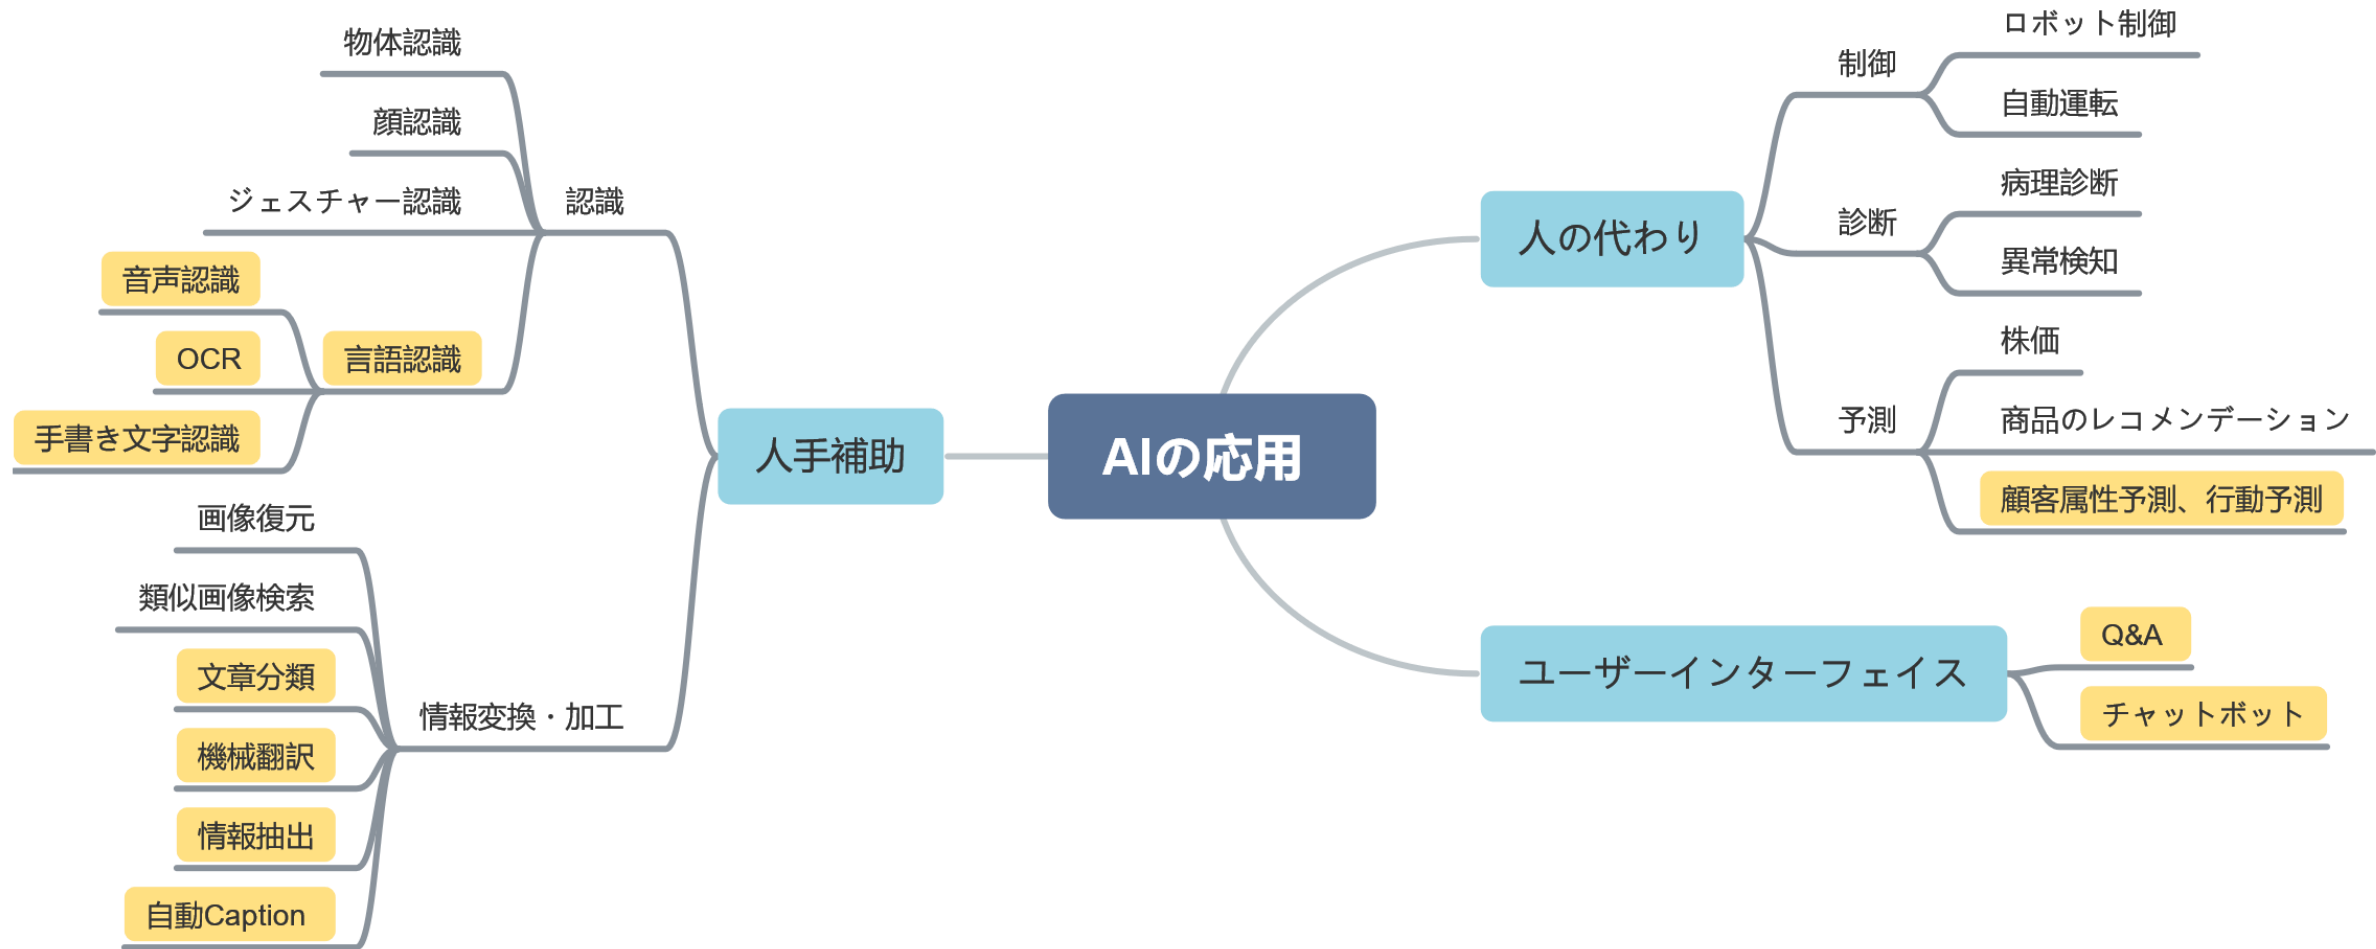 AIの応用
人の代わり
制御
ロボット制御
自動運転
診断
病理診断
異常検知
予測
株価
商品のレコメンデーション
顧客属性予測、行動予測
ユーザーインターフェイス
Q&A
チャットボット
人手補助
認識
物体認識
顔認識
ジェスチャー認識
言語認識
音声認識
OCR
手書き文字認識
情報変換・加工
画像復元
類似画像検索
文章分類
機械翻訳
情報抽出
自動Caption